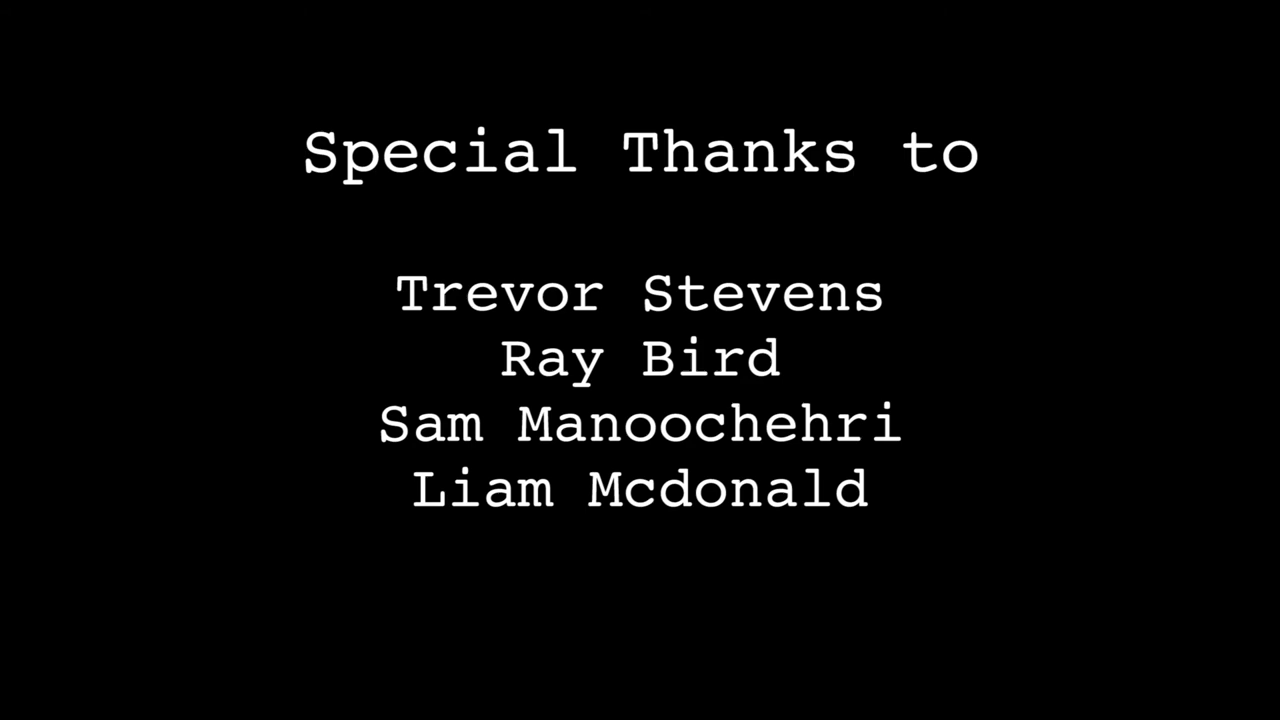 Special Thanks to
Trevor Stevens
Ray Bird
Sam Manoochehri
Liam Mcdonald